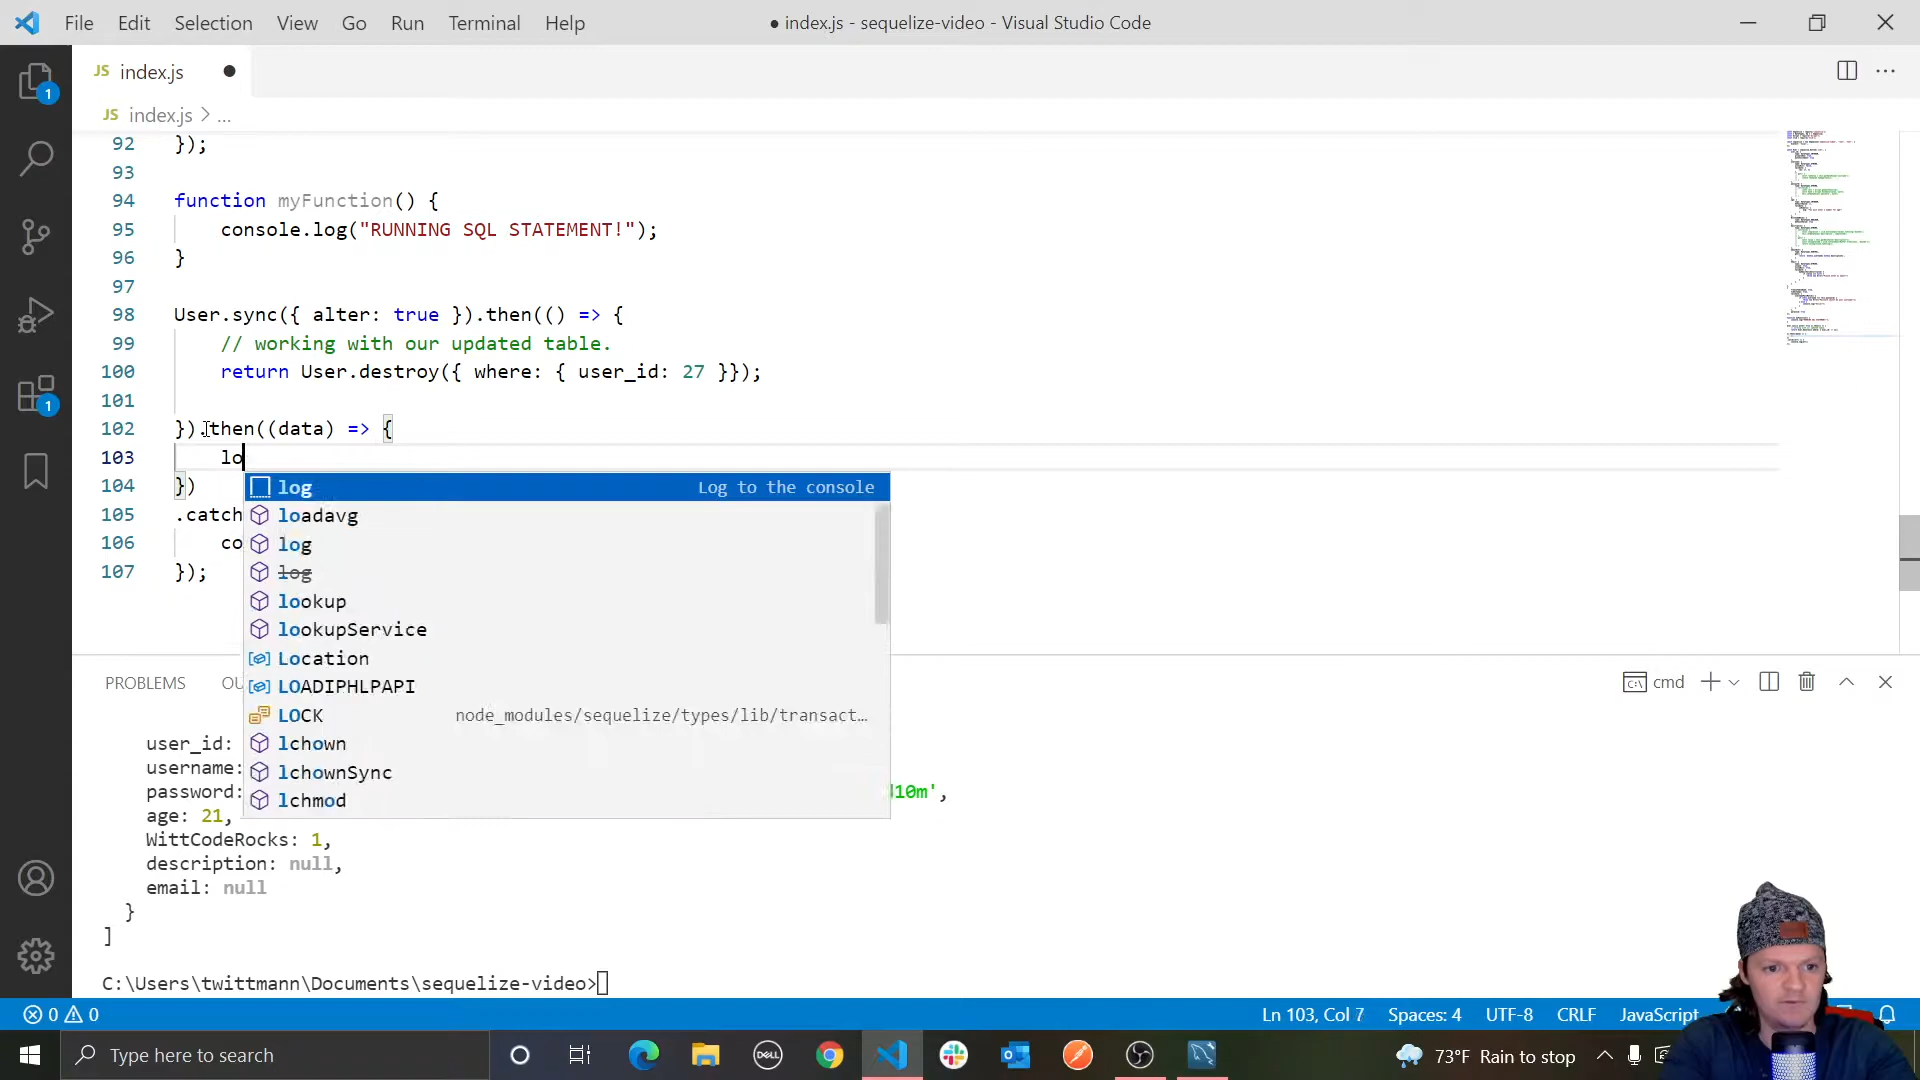 File Edit Selection View Go Run Terminal Help
● index.js - sequelize-video - Visual Studio Code
1
JS index.js ●
JS index.js > ...
92 });
93
94 function myFunction() {
95 console.log("RUNNING SQL STATEMENT!");
96 }
97
98 User.sync({ alter: true }).then(() => {
99 // working with our updated table.
100 return User.destroy({ where: { user_id: 27 }});
101
102 }).then((data) => {
103 lo
104 })
105 .catch
106 co
107 });
log Log to the console
loadavg
log
log
lookup
lookupService
Location
LOADIPHLPAPI
LOCK node_modules/sequelize/types/lib/transact…
lchown
lchownSync
lchmod
1
PROBLEMS OU
cmd
user_id:
username:
password: 10m',
age: 21,
WittCodeRocks: 1,
description: null,
email: null
}
]
C:\Users\twittmann\Documents\sequelize-video>
0 0
Ln 103, Col 7 Spaces: 4 UTF-8 CRLF JavaScript
Type here to search
DELL
73°F Rain to stop